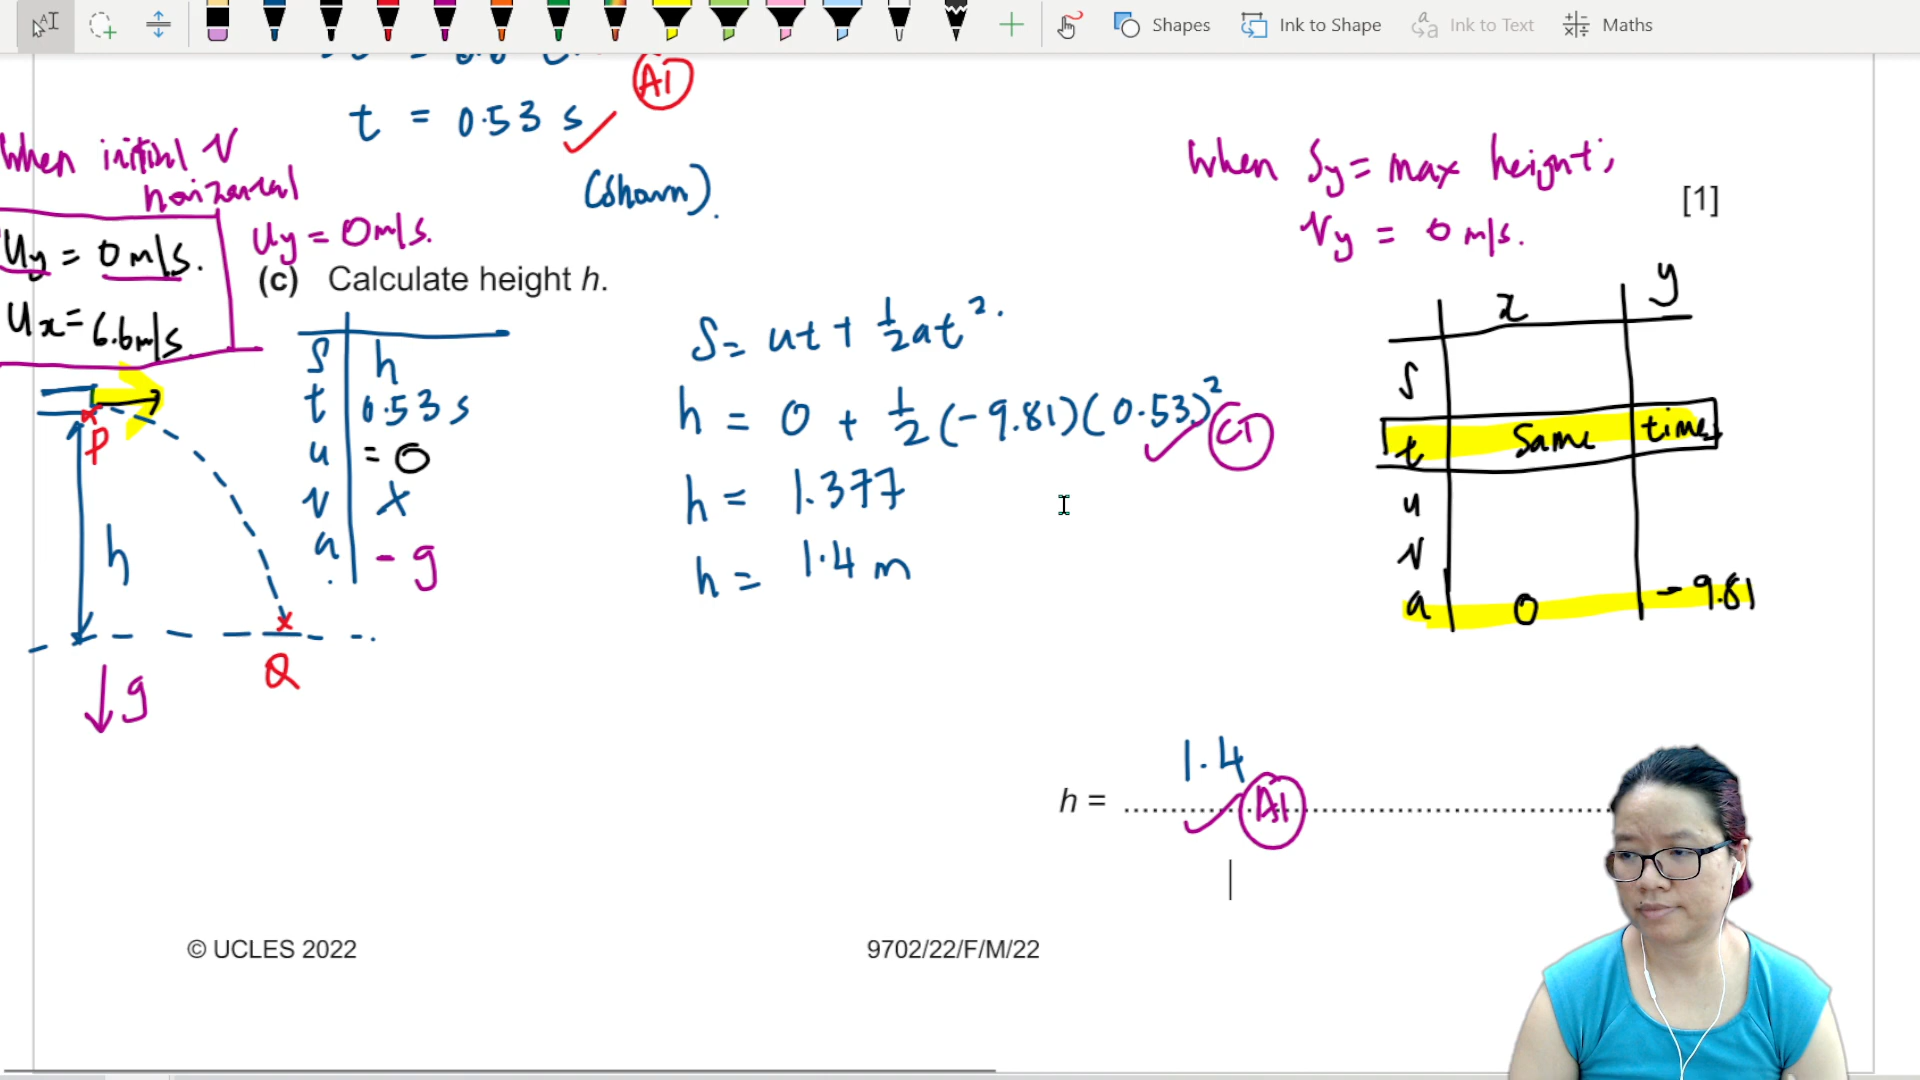 Shapes
Ink to Shape
Ink to Text
Maths
A1
t = 0.53 s
(shown).
When initial v
horizontal
uy = 0 m/s.
ux = 6.6 m/s
uy = 0 m/s.
When Sy = max height;
vy = 0 m/s.
[1]
(c) Calculate height h.
s h
t 0.53 s
u = 0
v x
a - g
P
h
Q
g
S = ut + 1/2 at².
h = 0 + 1/2 (-9.81)(0.53)²
C1
h = 1.377
h = 1.4 m
x y
s
t same time
u
v
a 0 -9.81
h = 1.4
A1
© UCLES 2022
9702/22/F/M/22